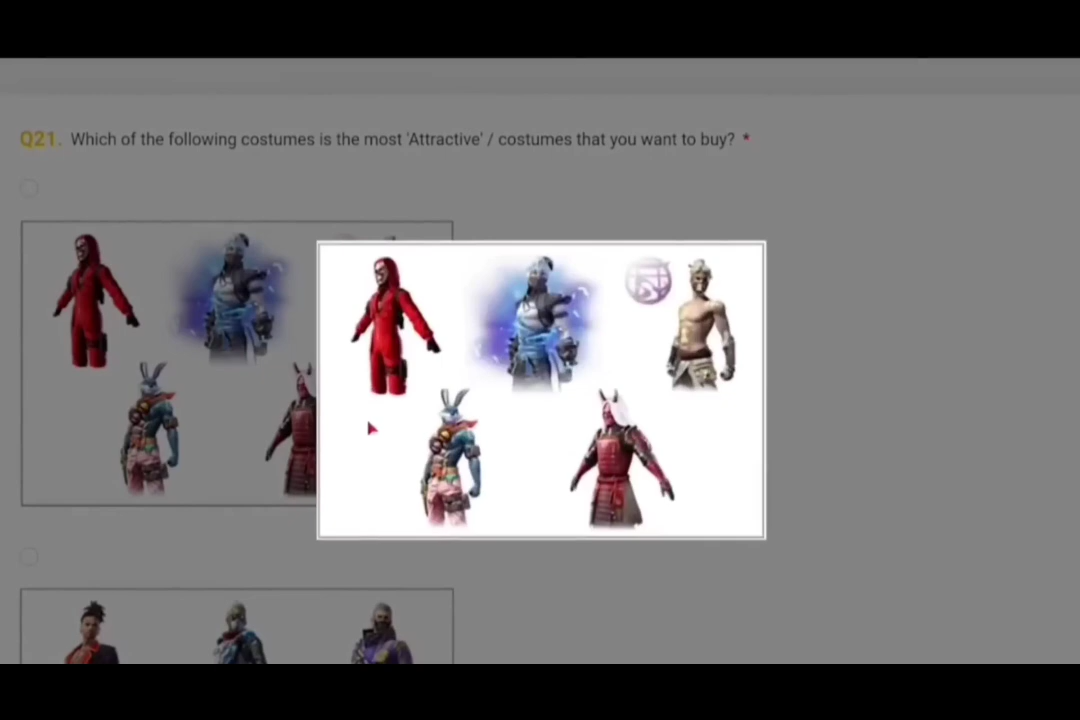 Q21. Which of the following costumes is the most 'Attractive' / costumes that you want to buy? *